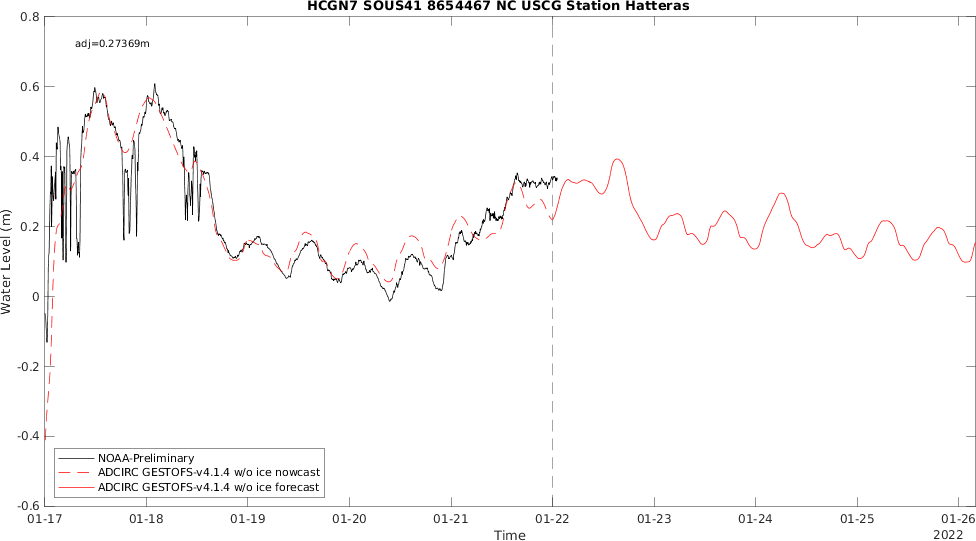 HCGN7 SOUS41 8654467 NC USCG Station Hatteras
adj=0.27369m
0.8
0.6
0.4
0.2
0
-0.2
-0.4
-0.6
Water Level (m)
NOAA-Preliminary
ADCIRC GESTOFS-v4.1.4 w/o ice nowcast
ADCIRC GESTOFS-v4.1.4 w/o ice forecast
01-17 01-18 01-19 01-20 01-21 01-22 01-23 01-24 01-25 01-26
Time
2022